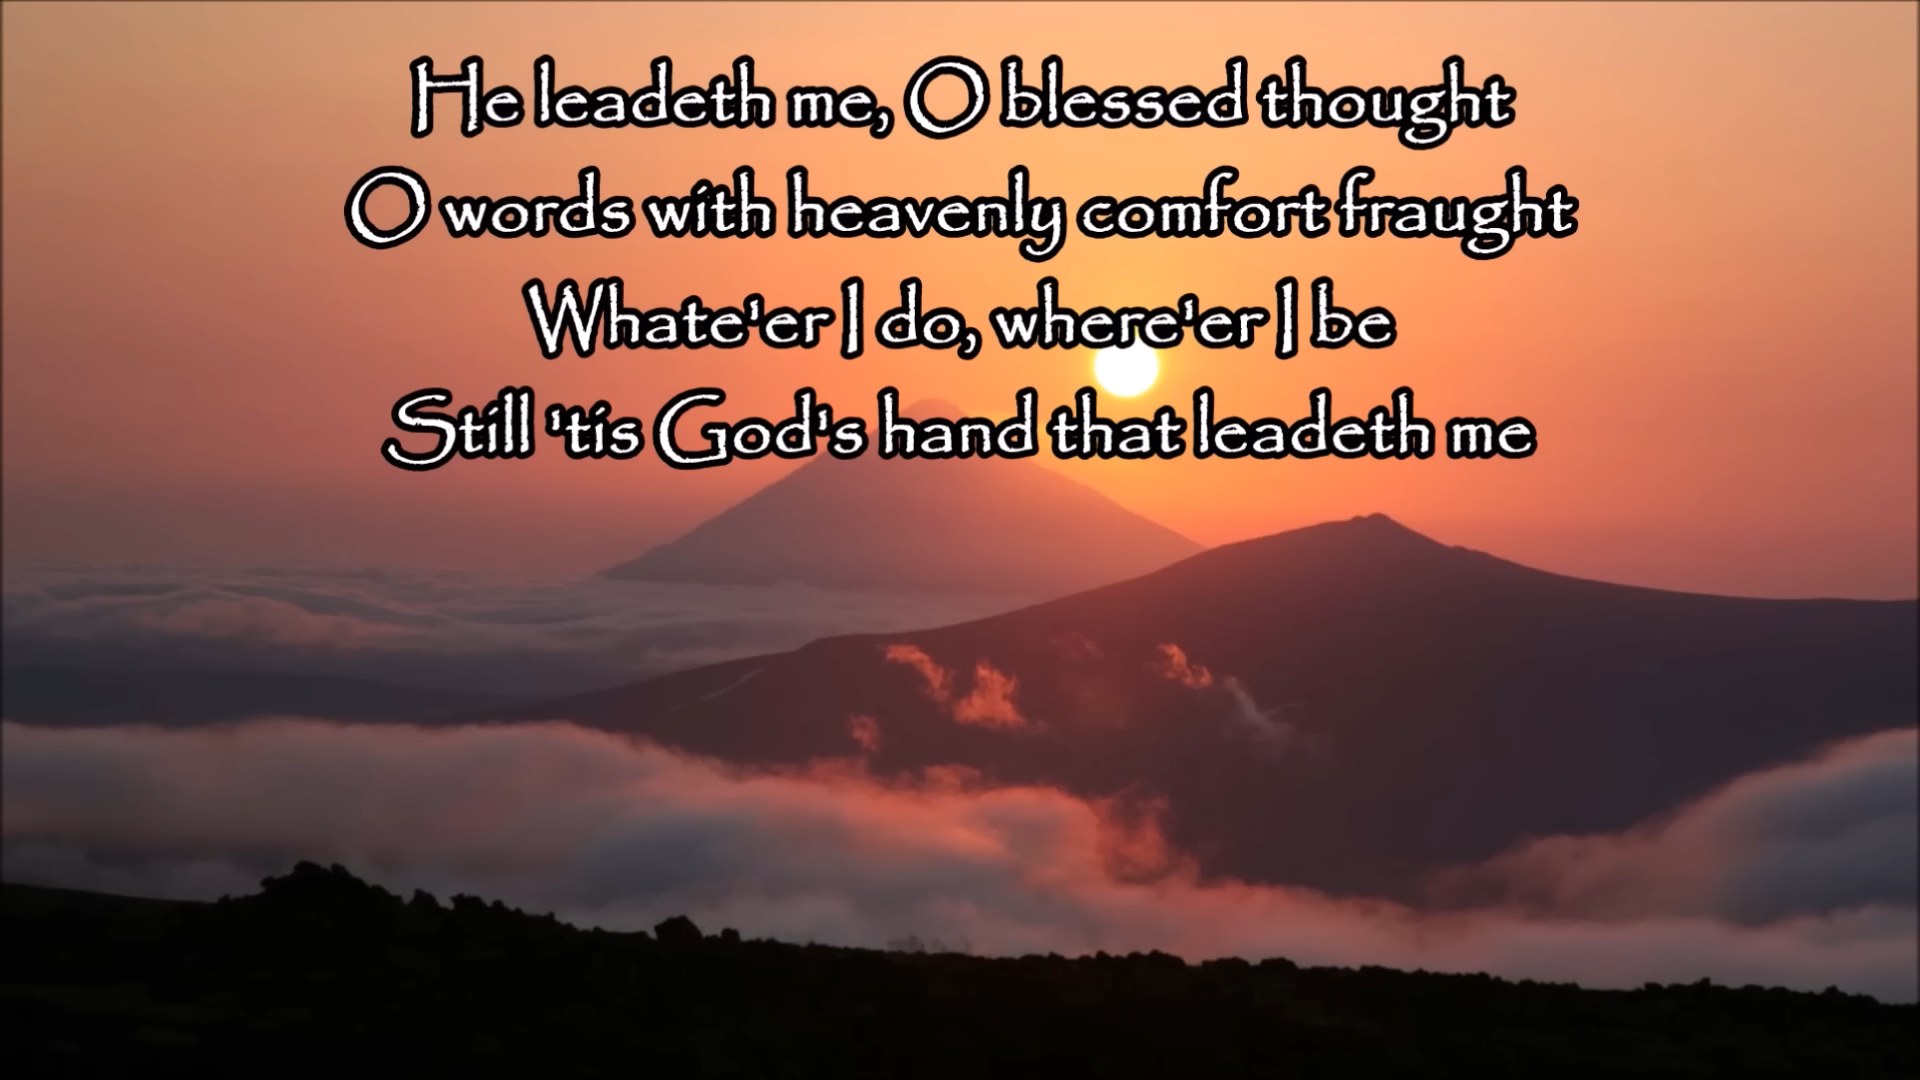 He leadeth me, O blessed thought
O words with heavenly comfort fraught
Whate'er I do, where'er I be
Still 'tis God's hand that leadeth me